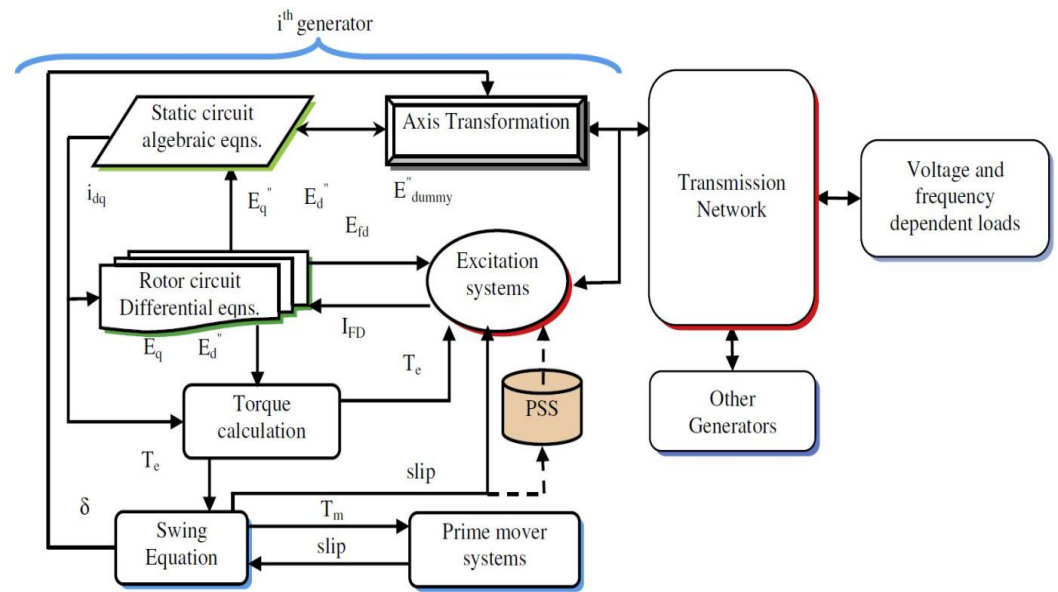 i^th generator
Static circuit
algebraic eqns.
Axis Transformation
i_dq
E_q"
E_d"
E"_dummy
E_fd
Transmission
Network
Voltage and
frequency
dependent loads
Rotor circuit
Differential eqns.
Excitation
systems
I_FD
E_q
E_d"
T_e
Torque
calculation
PSS
Other
Generators
T_e
slip
δ
T_m
Swing
Equation
slip
Prime mover
systems